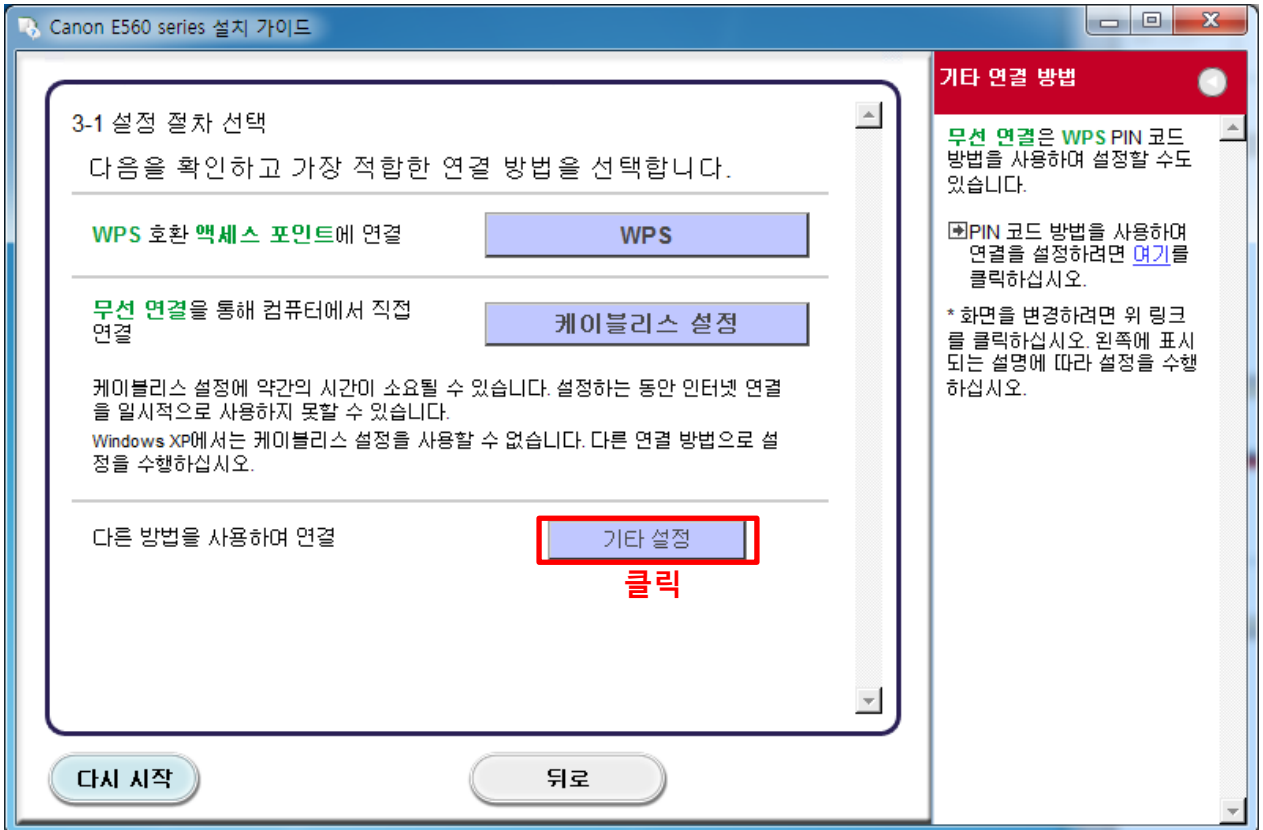 Canon E560 series 설치 가이드
3-1 설정 절차 선택
다음을 확인하고 가장 적합한 연결 방법을 선택합니다.
WPS 호환 액세스 포인트에 연결
WPS
무선 연결을 통해 컴퓨터에서 직접
연결
케이블리스 설정
케이블리스 설정에 약간의 시간이 소요될 수 있습니다. 설정하는 동안 인터넷 연결
을 일시적으로 사용하지 못할 수 있습니다.
Windows XP에서는 케이블리스 설정을 사용할 수 없습니다. 다른 연결 방법으로 설
정을 수행하십시오.
다른 방법을 사용하여 연결
기타 설정
클릭
다시 시작
뒤로
기타 연결 방법
무선 연결은 WPS PIN 코드
방법을 사용하여 설정할 수도
있습니다.
PIN 코드 방법을 사용하여
연결을 설정하려면 여기를
클릭하십시오.
* 화면을 변경하려면 위 링크
를 클릭하십시오. 왼쪽에 표시
되는 설명에 따라 설정을 수행
하십시오.